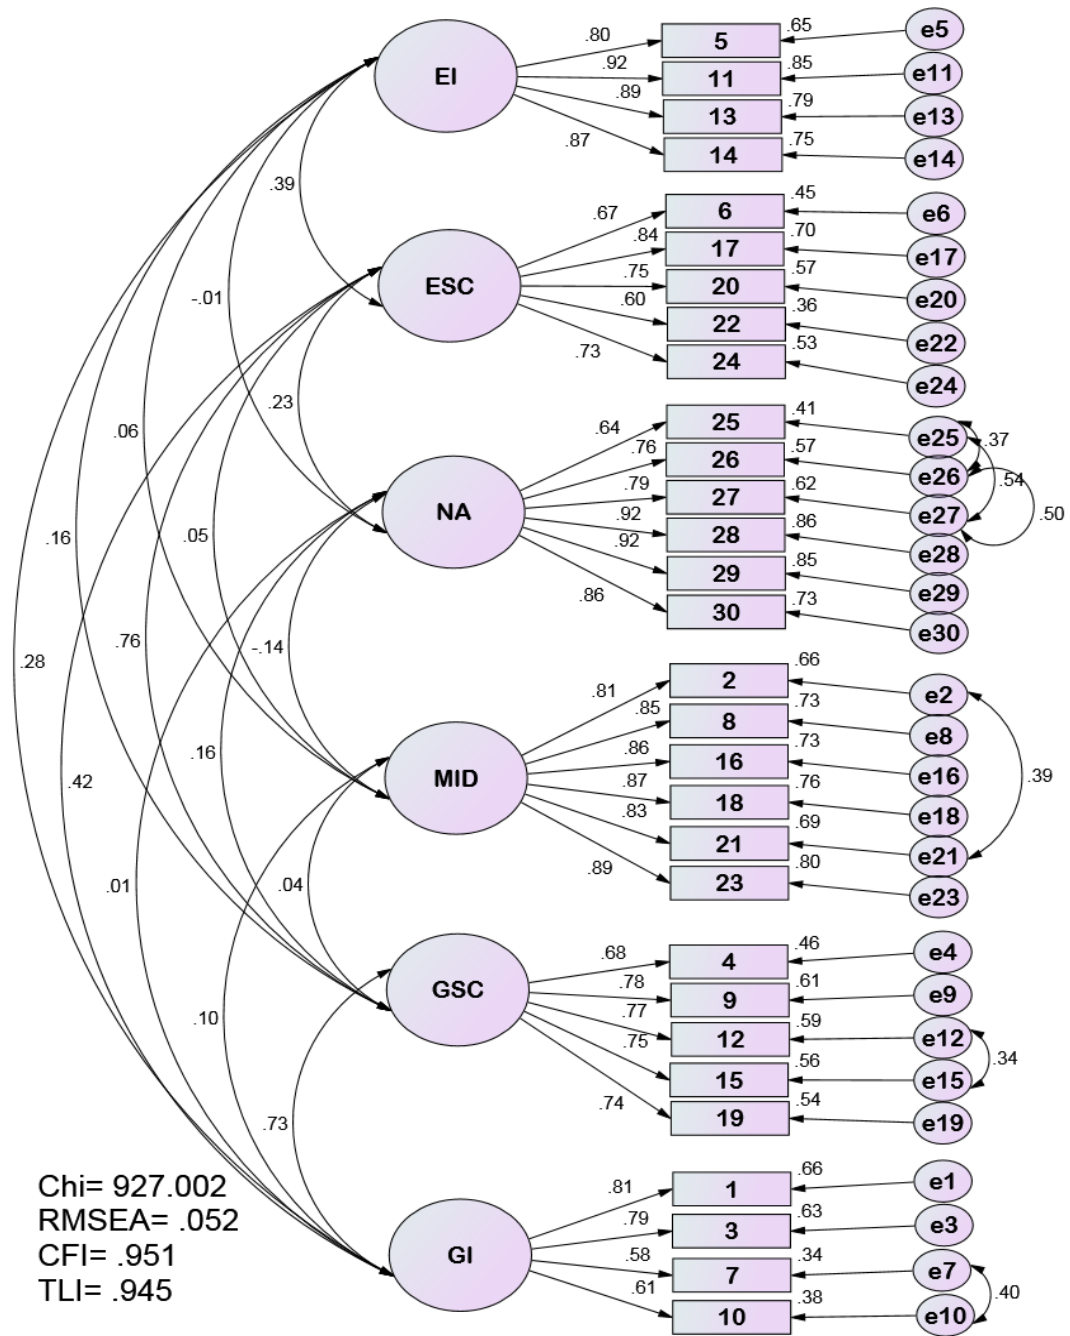 .80 .65 e5
EI 5
.92 .85 e11
11
.89 .79 e13
13
.87 .75 e14
14
.39
.67 .45 e6
6
.84 .70 e17
17
ESC .75 .57 e20
20
.60 .36 e22
22
.73 .53 e24
24
-.01
.23
.06
.64 .41 e25 .37
25
.76 .57 e26 .54
26
NA .79 .62 e27 .50
27
.92 .86 e28
28
.92 .85 e29
29
.86 .73 e30
30
.16 .05
.28 .76 -.14
.81 .66 e2
2
.85 .73 e8
8
MID .86 .73 e16 .39
16
.87 .76 e18
18
.83 .69 e21
21
.89 .80 e23
23
.42 .16
.01 .04
.68 .46 e4
4
.78 .61 e9
9
GSC .77 .59 e12
12 .34
.75 .56 e15
15
.74 .54 e19
19
.10
.73
.81 .66 e1
1
.79 .63 e3
3
GI .58 .34 e7
7 .40
.61 .38 e10
10
Chi= 927.002
RMSEA= .052
CFI= .951
TLI= .945